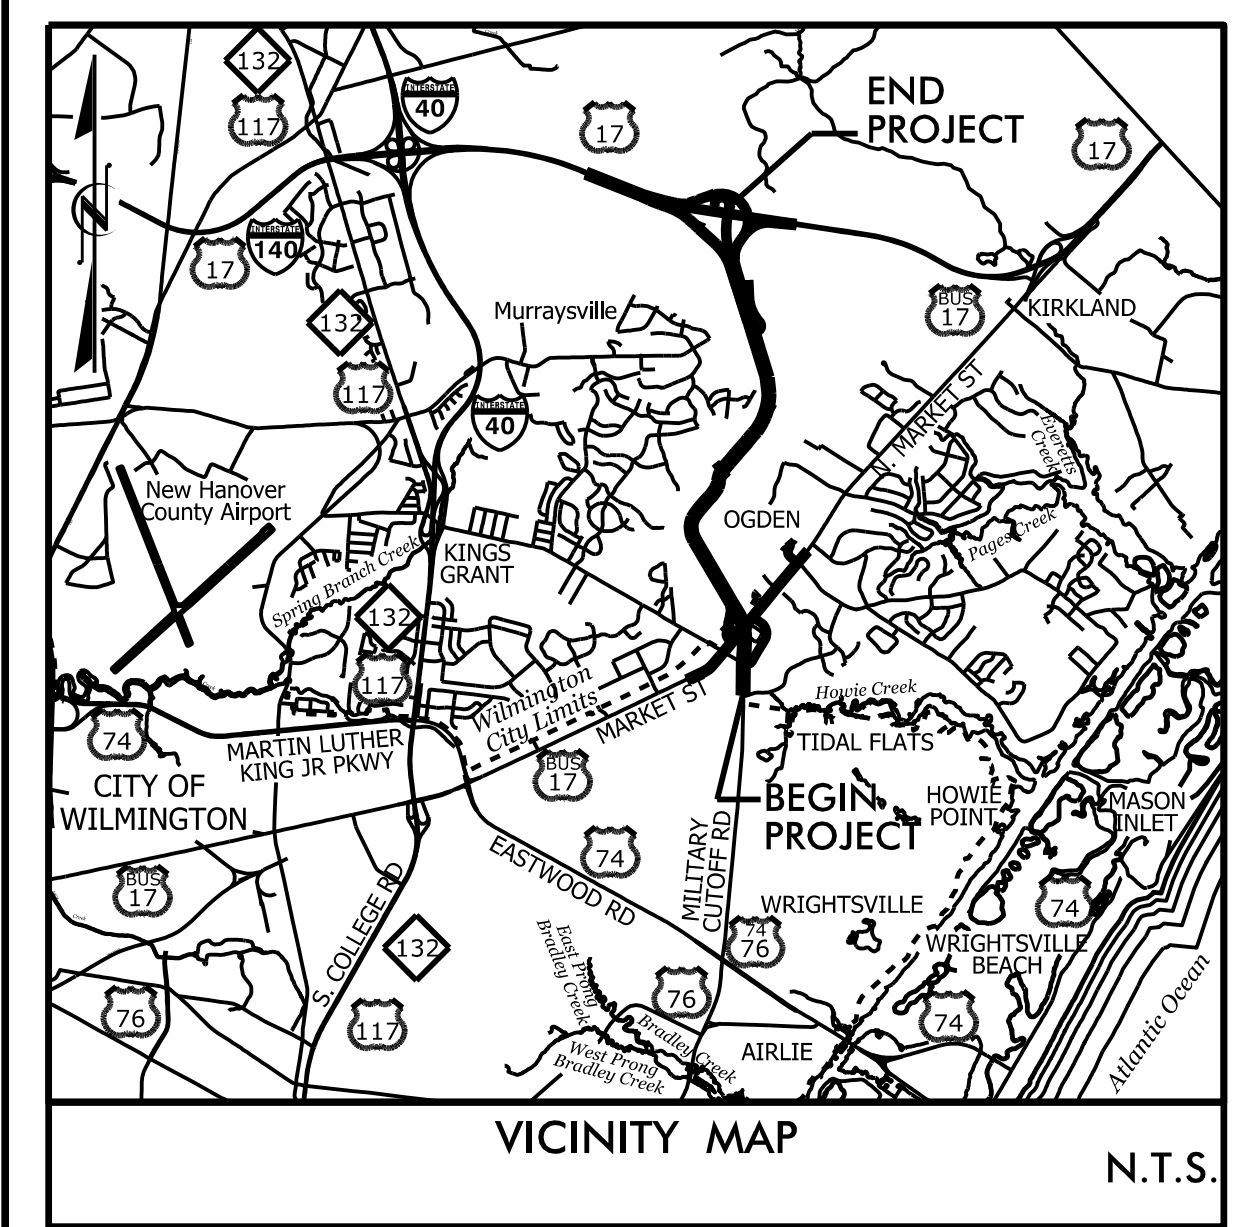 132
117
INTERSTATE
40
17
END
PROJECT
17
N
INTERSTATE
140
17
132
117
Murraysville
BUS
17
KIRKLAND
INTERSTATE
40
N. MARKET ST
Everetts
Creek
New Hanover
County Airport
OGDEN
Pages Creek
KINGS
GRANT
Spring Branch Creek
132
117
Wilmington
City Limits
MARKET ST
Howie Creek
TIDAL FLATS
74
MARTIN LUTHER
KING JR PKWY
CITY OF
WILMINGTON
BUS
17
BEGIN
PROJECT
HOWIE
POINT
MASON
INLET
MILITARY
CUTOFF RD
EASTWOOD RD
74
BUS
17
S. COLLEGE RD
132
WRIGHTSVILLE
74
74
76
WRIGHTSVILLE
BEACH
East Prong
Bradley Creek
76
117
76
74
Bradley Creek
West Prong
Bradley Creek
AIRLIE
Atlantic Ocean
VICINITY MAP
N.T.S.